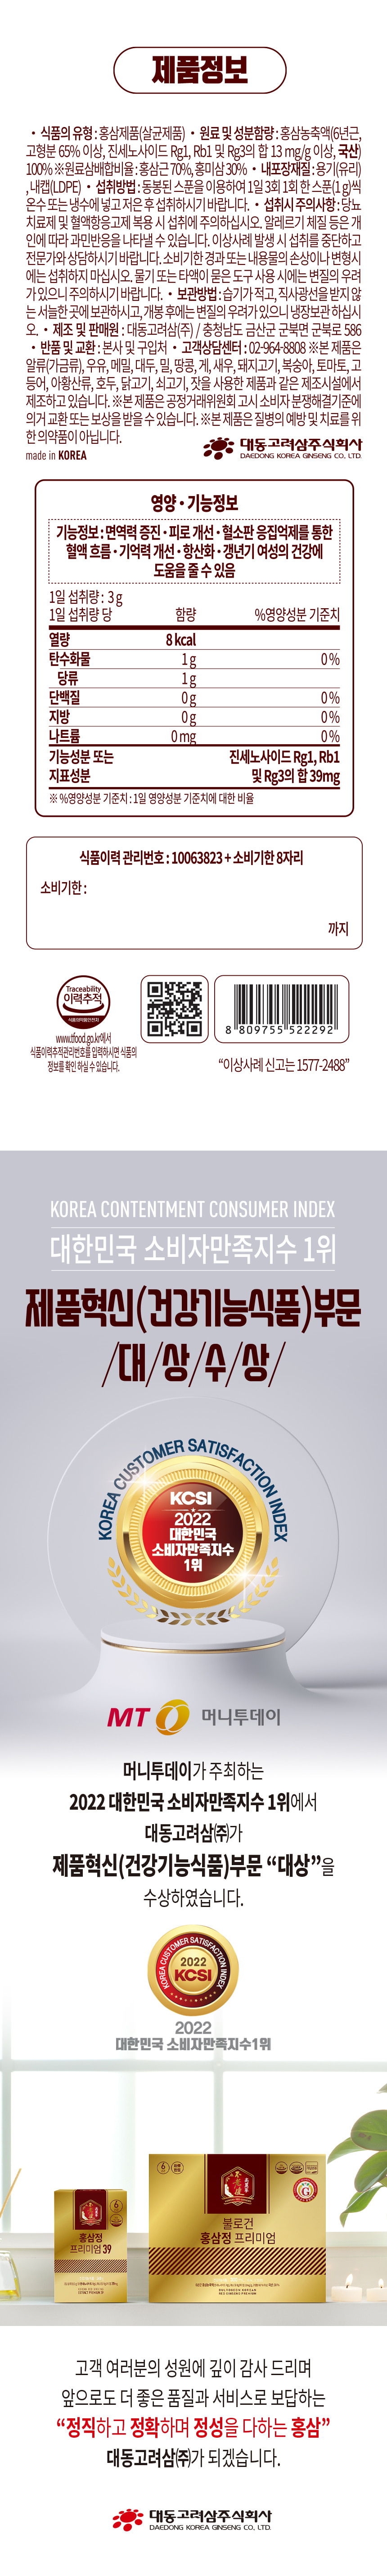 제품정보
• 식품의 유형 : 홍삼제품(살균제품) • 원료 및 성분함량 : 홍삼농축액(6년근,
고형분 65% 이상, 진세노사이드 Rg1, Rb1 및 Rg3의 합 13 mg/g 이상, 국산)
100% ※원료삼배합비율 : 홍삼근 70%, 홍미삼 30% • 내포장재질 : 용기(유리)
, 내캡(LDPE) • 섭취방법 : 동봉된 스푼을 이용하여 1일 3회 1회 한 스푼(1 g)씩
온수 또는 냉수에 넣고 저은 후 섭취하시기 바랍니다. • 섭취시 주의사항 : 당뇨
치료제 및 혈액항응고제 복용 시 섭취에 주의하십시오. 알레르기 체질 등은 개
인에 따라 과민반응을 나타낼 수 있습니다. 이상사례 발생 시 섭취를 중단하고
전문가와 상담하시기 바랍니다. 소비기한 경과 또는 내용물의 손상이나 변형시
에는 섭취하지 마십시오. 물기 또는 타액이 묻은 도구 사용 시에는 변질의 우려
가 있으니 주의하시기 바랍니다. • 보관방법 : 습기가 적고, 직사광선을 받지 않
는 서늘한 곳에 보관하시고, 개봉 후에는 변질의 우려가 있으니 냉장보관 하십시
오. • 제조 및 판매원 : 대동고려삼(주) / 충청남도 금산군 군북면 군북로 586
• 반품 및 교환 : 본사 및 구입처 • 고객상담센터 : 02-964-8808 ※본 제품은
알류(가금류), 우유, 메밀, 대두, 밀, 땅콩, 게, 새우, 돼지고기, 복숭아, 토마토, 고
등어, 아황산류, 호두, 닭고기, 쇠고기, 잣을 사용한 제품과 같은 제조시설에서
제조하고 있습니다. ※본 제품은 공정거래위원회 고시 소비자 분쟁해결기준에
의거 교환 또는 보상을 받을 수 있습니다. ※본 제품은 질병의 예방 및 치료를 위
한 의약품이 아닙니다.
made in KOREA
대동고려삼주식회사
DAEDONG KOREA GINSENG CO., LTD.
영양 • 기능정보
기능정보 : 면역력 증진 • 피로 개선 • 혈소판 응집억제를 통한
혈액 흐름 • 기억력 개선 • 항산화 • 갱년기 여성의 건강에
도움을 줄 수 있음
1일 섭취량 : 3 g
1일 섭취량 당 함량 %영양성분 기준치
열량 8 kcal
탄수화물 1 g 0 %
당류 1 g
단백질 0 g 0 %
지방 0 g 0 %
나트륨 0 mg 0 %
기능성분 또는 진세노사이드 Rg1, Rb1
지표성분 및 Rg3의 합 39mg
※ %영양성분 기준치 : 1일 영양성분 기준치에 대한 비율
식품이력 관리번호 : 10063823 + 소비기한 8자리
소비기한 :
까지
Traceability
이력추적
식품의약품안전처
www.tfood.go.kr에서
식품이력추적관리번호를 입력하시면 식품의
정보를 확인 하실 수 있습니다.
8 809755 522292
“이상사례 신고는 1577-2488”
KOREA CONTENTMENT CONSUMER INDEX
대한민국 소비자만족지수 1위
제품혁신(건강기능식품)부문
/대/상/수/상/
KOREA CUSTOMER SATISFACTION INDEX
KCSI
2022
대한민국
소비자만족지수
1위
MT 머니투데이
머니투데이가 주최하는
2022 대한민국 소비자만족지수 1위에서
대동고려삼㈜가
제품혁신(건강기능식품)부문 “대상”을
수상하였습니다.
KOREA CUSTOMER SATISFACTION INDEX
2022
KCSI
2022
대한민국 소비자만족지수1위
홍삼정
프리미엄 39
불로건
홍삼정 프리미엄
고객 여러분의 성원에 깊이 감사 드리며
앞으로도 더 좋은 품질과 서비스로 보답하는
“정직하고 정확하며 정성을 다하는 홍삼”
대동고려삼㈜가 되겠습니다.
대동고려삼주식회사
DAEDONG KOREA GINSENG CO., LTD.